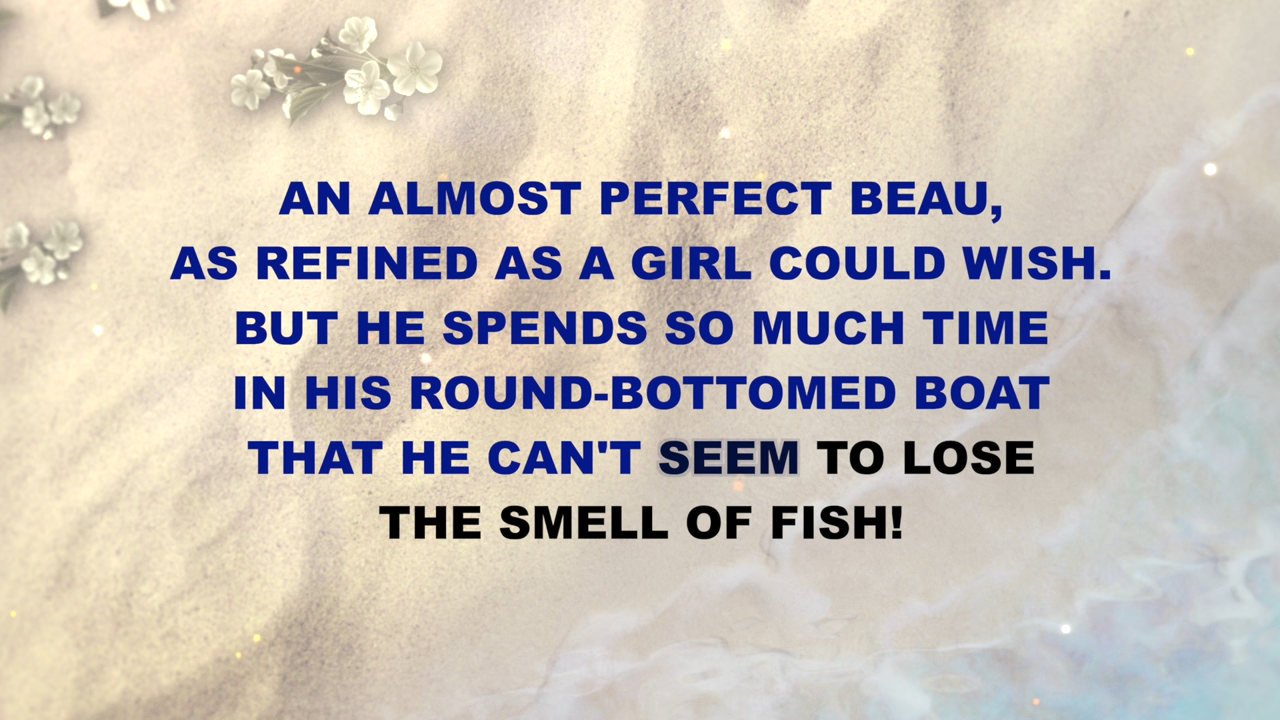 AN ALMOST PERFECT BEAU,
AS REFINED AS A GIRL COULD WISH.
BUT HE SPENDS SO MUCH TIME
IN HIS ROUND-BOTTOMED BOAT
THAT HE CAN'T SEEM TO LOSE
THE SMELL OF FISH!